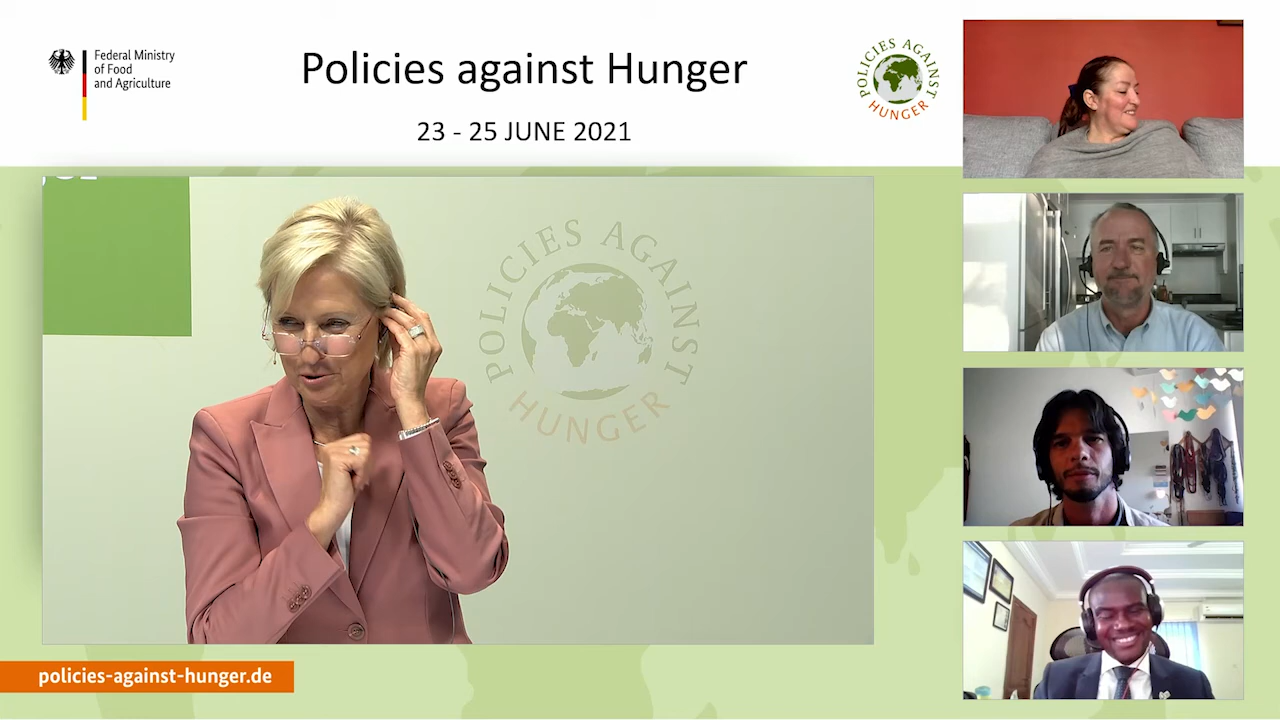 Federal Ministry
of Food
and Agriculture
Policies against Hunger
23 - 25 JUNE 2021
POLICIES AGAINST
HUNGER
POLICIES AGAINST
HUNGER
policies-against-hunger.de